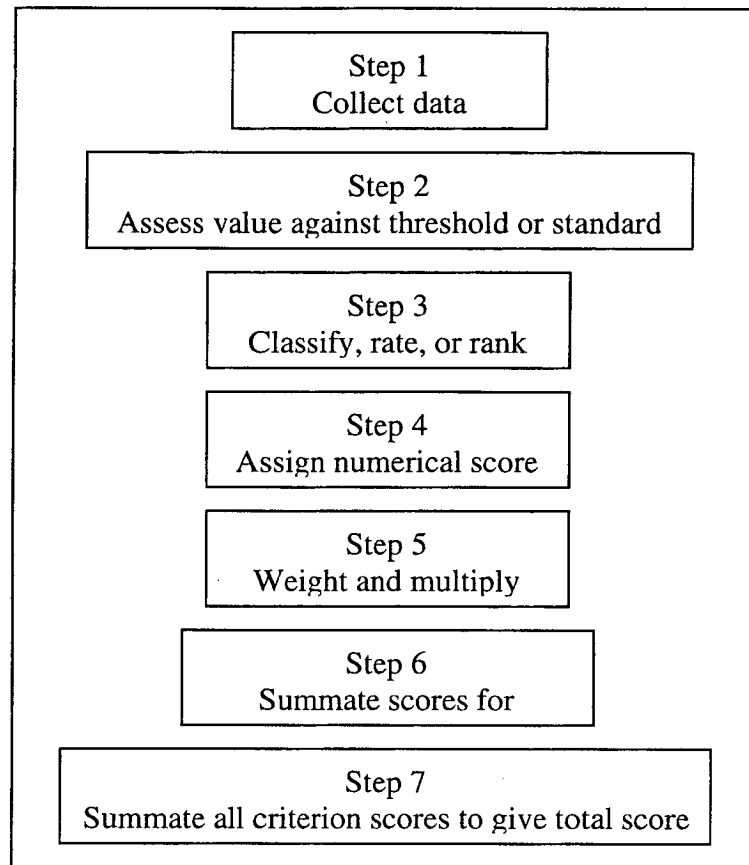 Step 1
Collect data
Step 2
Assess value against threshold or standard
Step 3
Classify, rate, or rank
Step 4
Assign numerical score
Step 5
Weight and multiply
Step 6
Summate scores for
Step 7
Summate all criterion scores to give total score